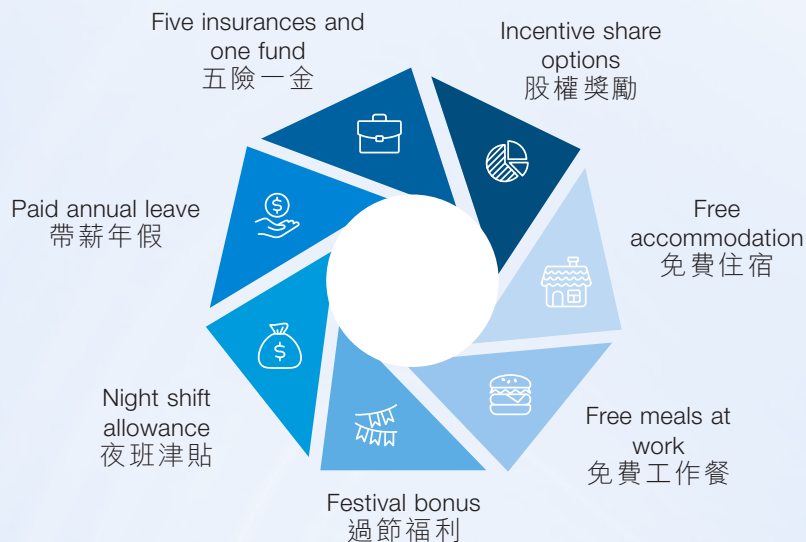 Five insurances and
one fund
五險一金
Incentive share
options
股權獎勵
Paid annual leave
帶薪年假
Free
accommodation
免費住宿
Night shift
allowance
夜班津貼
Free meals at
work
免費工作餐
Festival bonus
過節福利
$
$